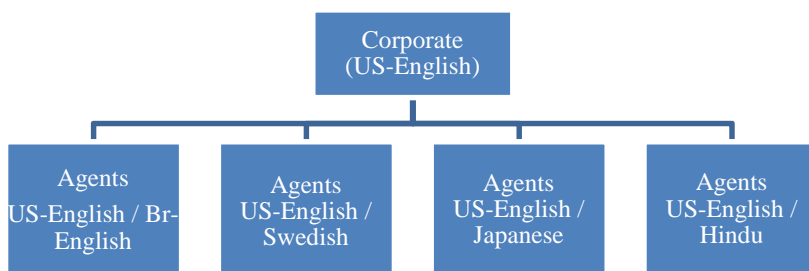 Corporate
(US-English)
Agents
US-English / Br-
English
Agents
US-English /
Swedish
Agents
US-English /
Japanese
Agents
US-English /
Hindu